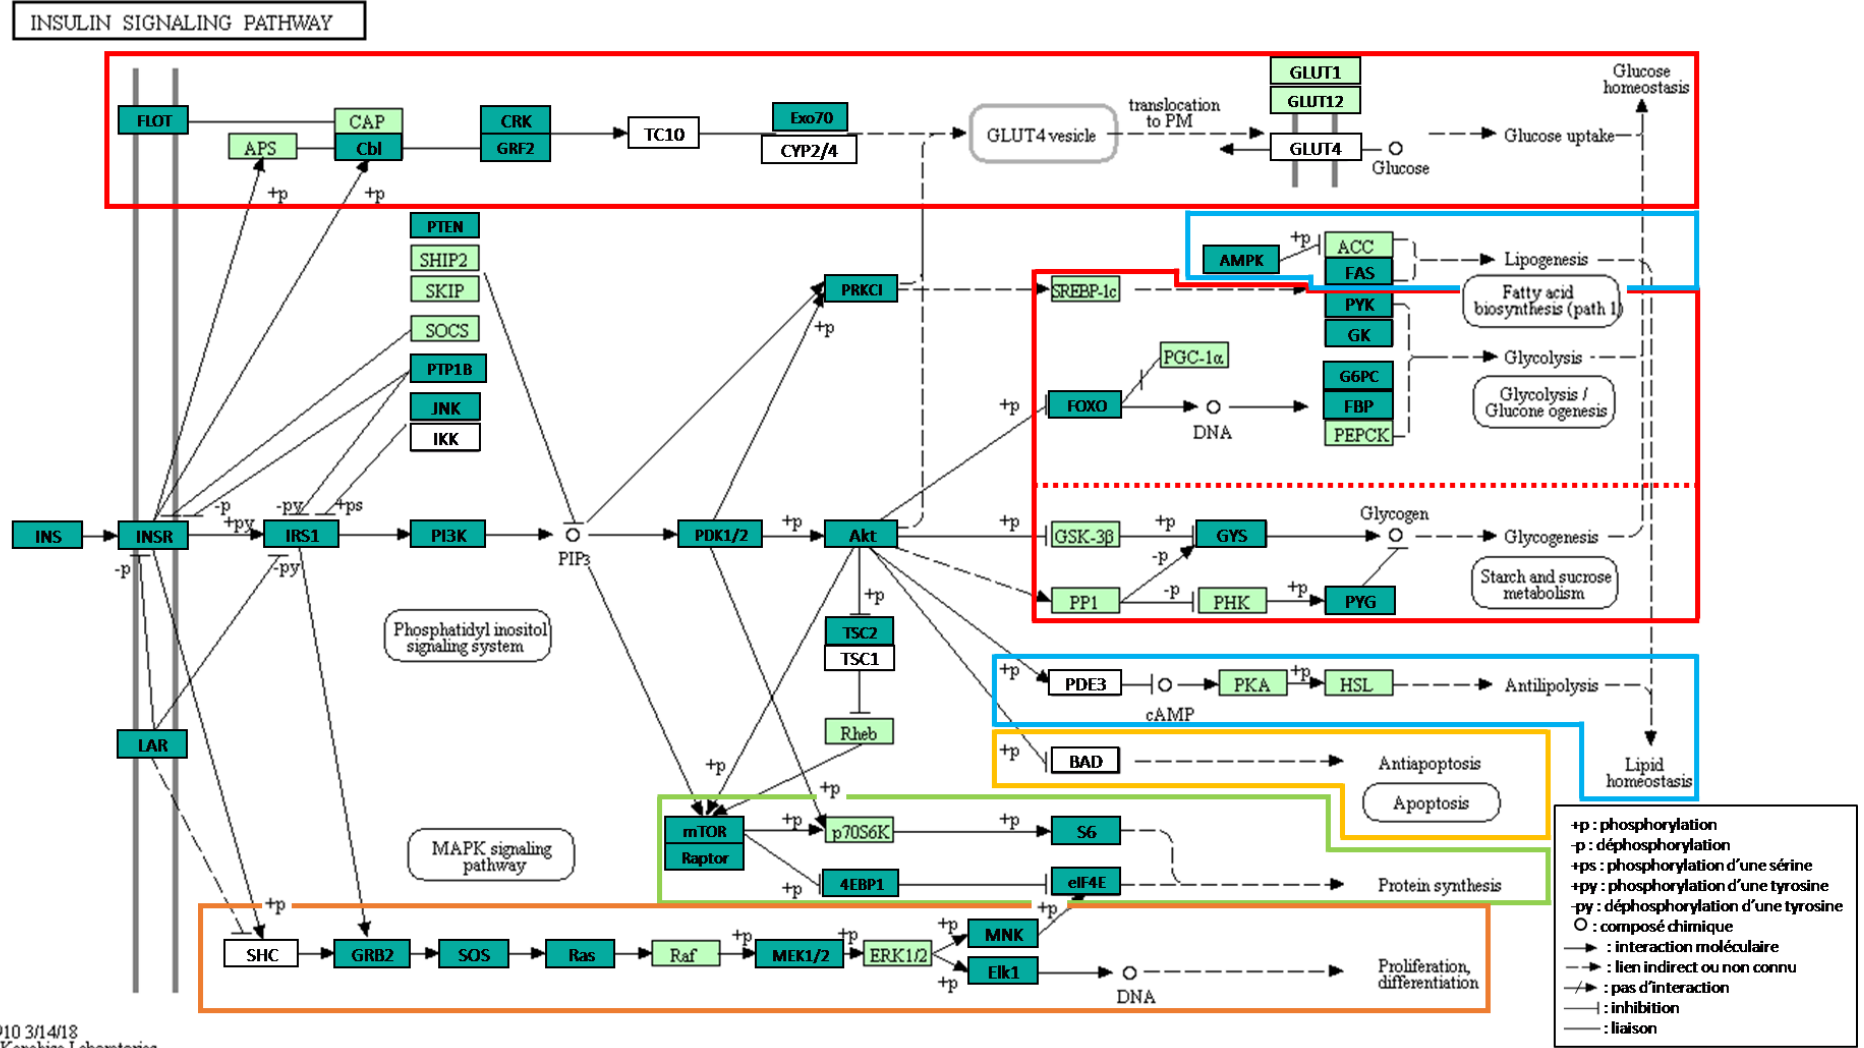 INSULIN SIGNALING PATHWAY
GLUT1
GLUT12
Glucose
homeostasis
FLOT
CAP
CRK
Exo70
translocation
to PM
APS
Cbl
GRF2
TC10
CYP2/4
GLUT4 vesicle
GLUT4
Glucose
Glucose uptake
+p
+p
PTEN
SHIP2
SKIP
SOCS
PTP1B
JNK
IKK
AMPK
+p
ACC
FAS
Lipogenesis
PRKCI
+p
SREBP-1c
PYK
GK
Fatty acid
biosynthesis (path 1)
PGC-1α
Glycolysis
G6PC
FBP
PEPCK
Glycolysis /
Glucone ogenesis
+p
FOXO
DNA
-p
-py
+ps
+py
INS
INSR
IRS1
PI3K
PIP3
PDK1/2
+p
Akt
+p
GSK-3β
+p
GYS
Glycogen
Glycogenesis
-p
-py
-p
PP1
-p
PHK
+p
PYG
Starch and sucrose
metabolism
+p
Phosphatidyl inositol
signaling system
TSC2
TSC1
+p
PDE3
cAMP
PKA
+p
HSL
Antilipolysis
LAR
Rheb
+p
+p
BAD
Antiapoptosis
Apoptosis
Lipid
homeostasis
+p
mTOR
Raptor
+p
p70S6K
+p
S6
+p
4EBP1
eIF4E
Protein synthesis
MAPK signaling
pathway
+p
SHC
GRB2
SOS
Ras
Raf
+p
MEK1/2
+p
ERK1/2
+p
MNK
+p
+p
Elk1
DNA
Proliferation,
differentiation
+p : phosphorylation
-p : déphosphorylation
+ps : phosphorylation d'une sérine
+py : phosphorylation d'une tyrosine
-py : déphosphorylation d'une tyrosine
: composé chimique
: interaction moléculaire
: lien indirect ou non connu
: pas d'interaction
: inhibition
: liaison
910 3/14/18